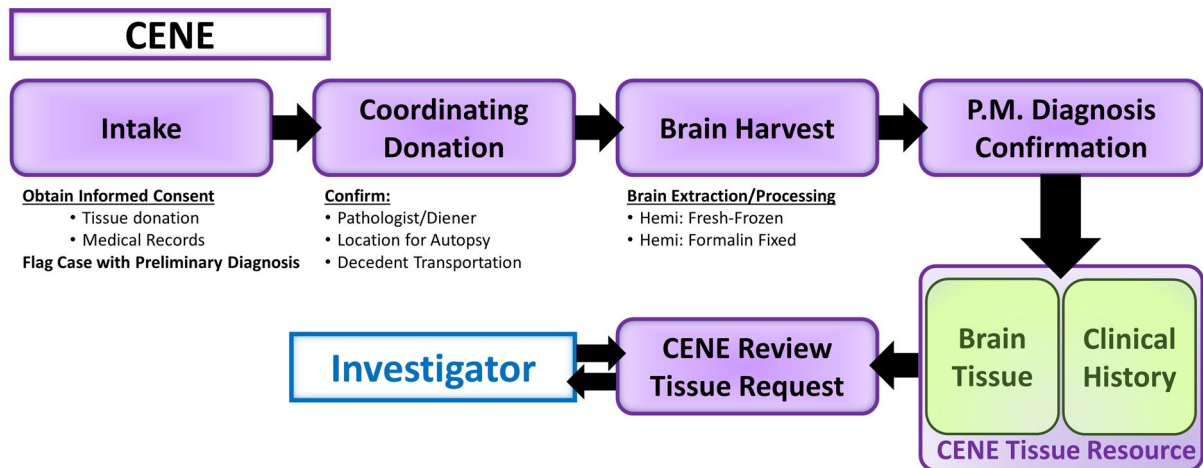 CENE
Intake
Coordinating
Donation
Brain Harvest
P.M. Diagnosis
Confirmation
Obtain Informed Consent
• Tissue donation
• Medical Records
Flag Case with Preliminary Diagnosis
Confirm:
• Pathologist/Diener
• Location for Autopsy
• Decedent Transportation
Brain Extraction/Processing
• Hemi: Fresh-Frozen
• Hemi: Formalin Fixed
Investigator
CENE Review
Tissue Request
Brain
Tissue
Clinical
History
CENE Tissue Resource